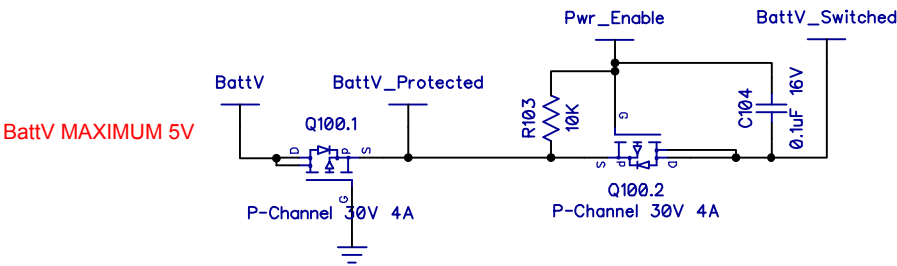 Pwr_Enable
BattV_Switched
BattV
BattV_Protected
BattV MAXIMUM 5V
Q100.1
D
P
S
G
P-Channel 30V 4A
R103
10K
G
C104
0.1uF 16V
S
P
D
Q100.2
P-Channel 30V 4A